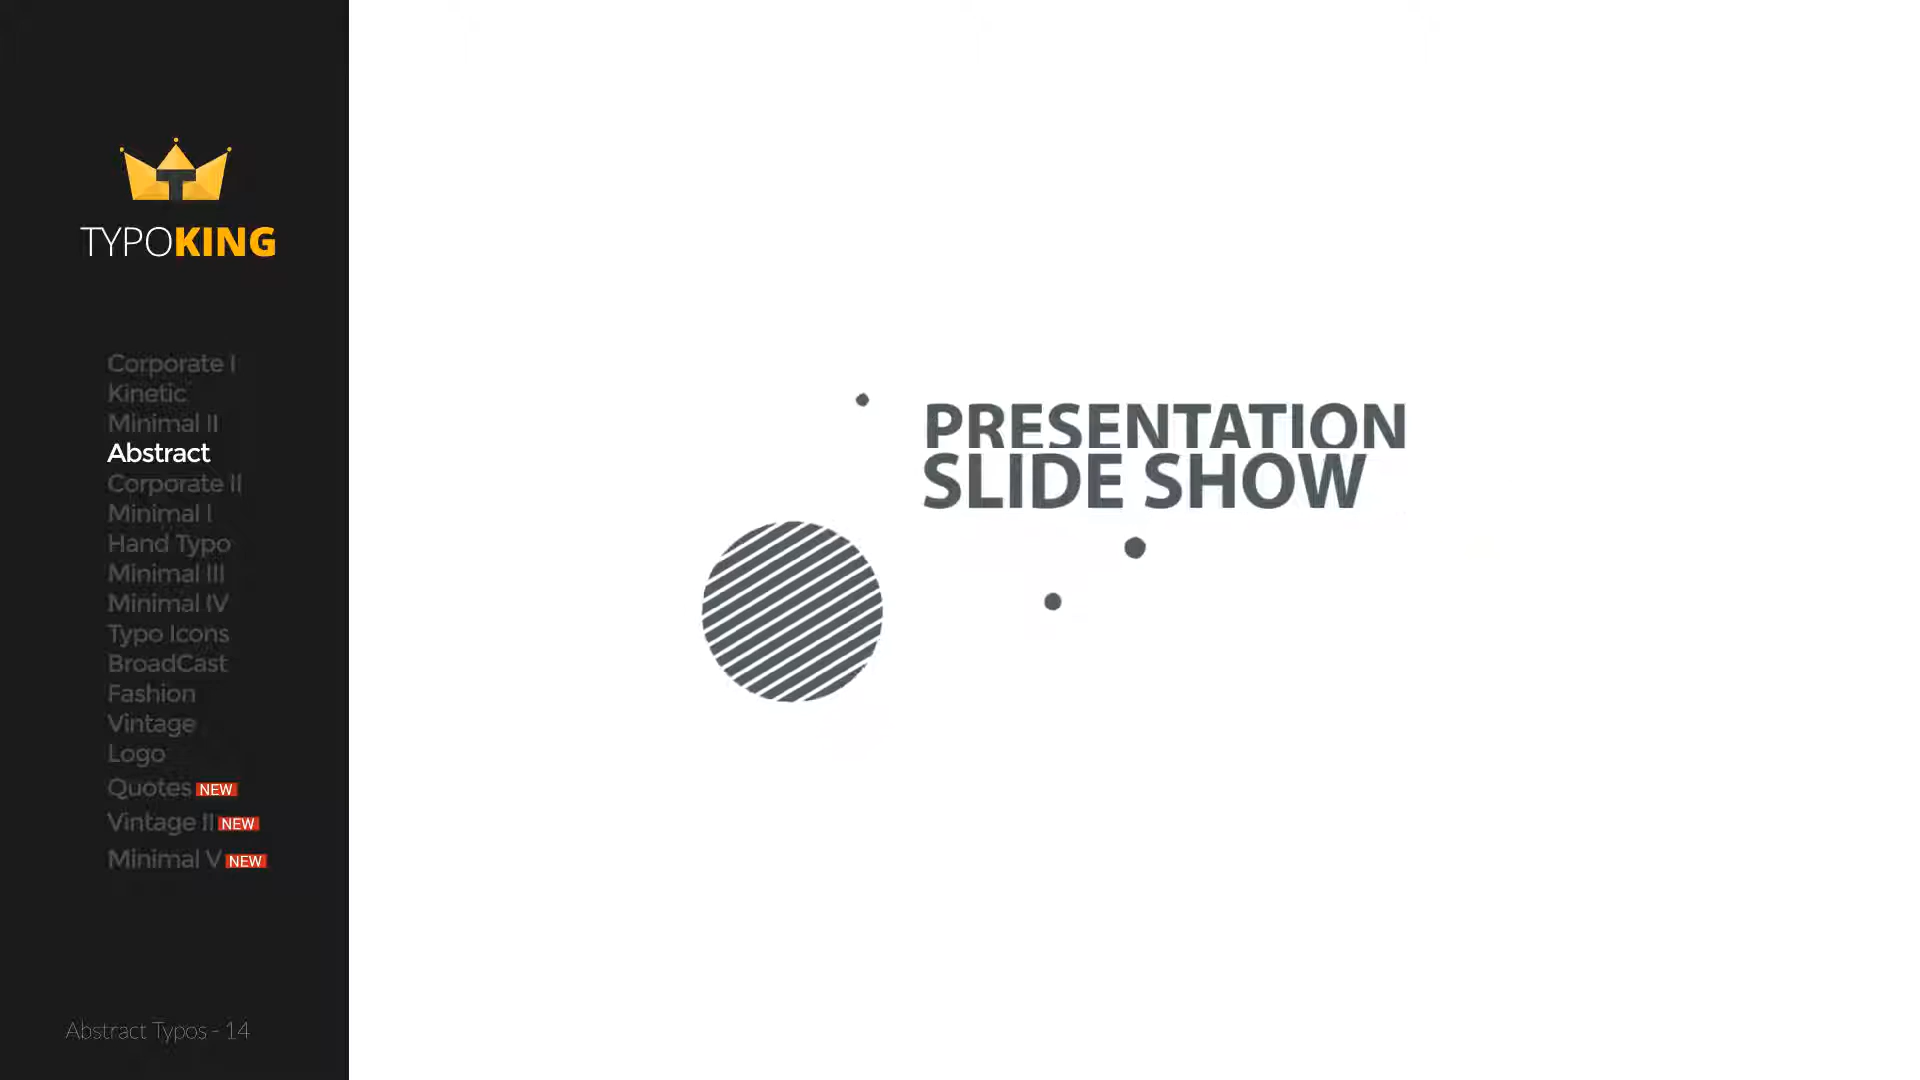 TYPOKING
Corporate I
Kinetic
Minimal II
Abstract
Corporate II
Minimal I
Hand Typo
Minimal III
Minimal IV
Typo Icons
BroadCast
Fashion
Vintage
Logo
Quotes NEW
Vintage II NEW
Minimal V NEW
Abstract Typos - 14
PRESENTATION
SLIDE SHOW